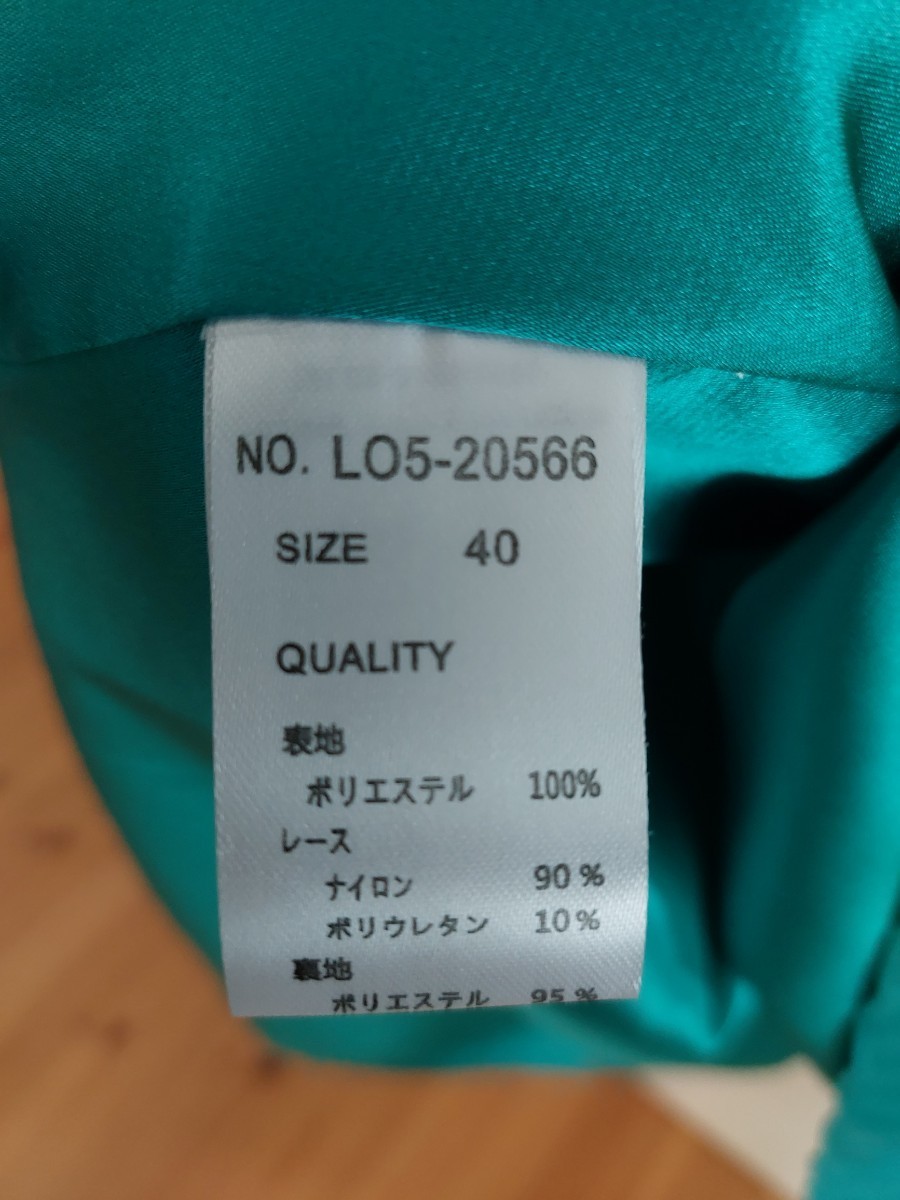 NO. LO5-20566
SIZE 40
QUALITY
表地
ポリエステル 100%
レース
ナイロン 90%
ポリウレタン 10%
裏地
ポリエステル 95%